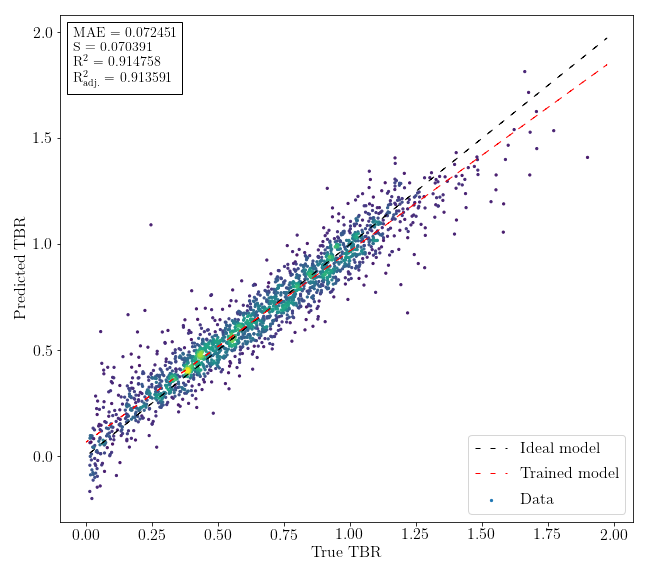 MAE = 0.072451
S = 0.070391
R² = 0.914758
R²adj. = 0.913591
2.0
1.5
1.0
0.5
0.0
Predicted TBR
Ideal model
Trained model
Data
0.00 0.25 0.50 0.75 1.00 1.25 1.50 1.75 2.00
True TBR